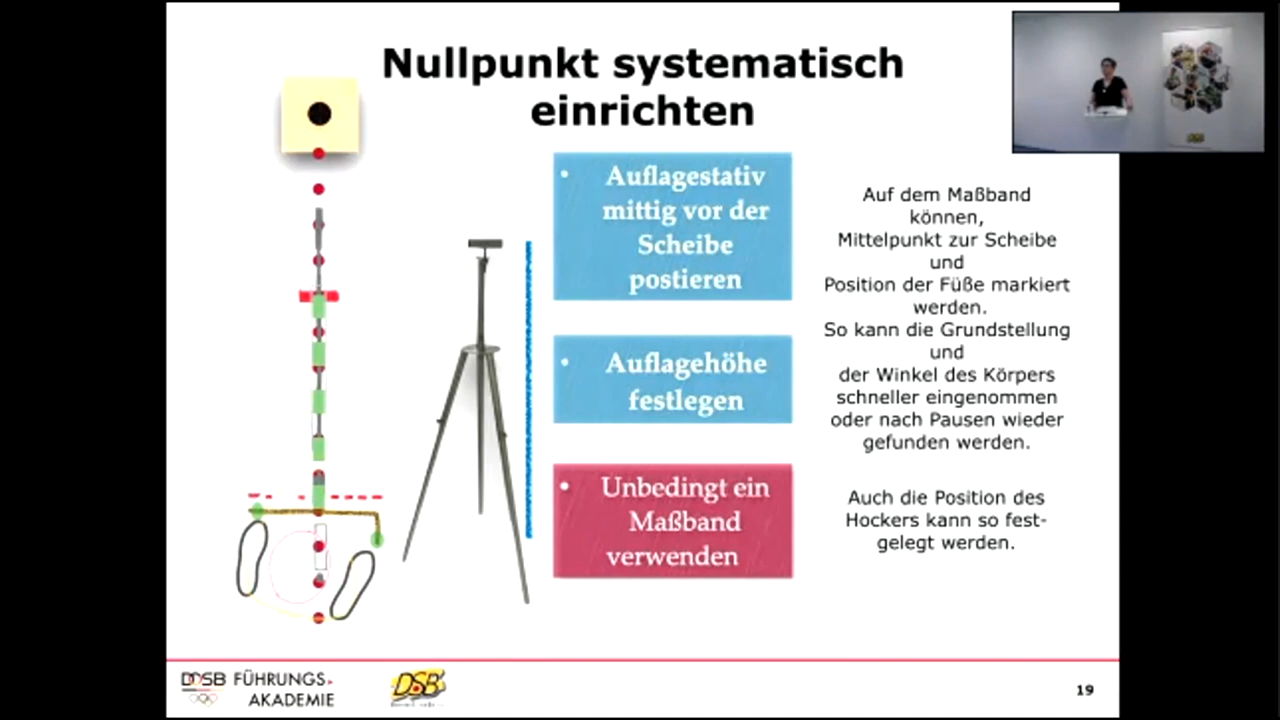 Nullpunkt systematisch
einrichten
• Auflagestativ
mittig vor der
Scheibe
postieren
• Auflagehöhe
festlegen
• Unbedingt ein
Maßband
verwenden
Auf dem Maßband
können,
Mittelpunkt zur Scheibe
und
Position der Füße markiert
werden.
So kann die Grundstellung
und
der Winkel des Körpers
schneller eingenommen
oder nach Pausen wieder
gefunden werden.
Auch die Position des
Hockers kann so fest-
gelegt werden.
DOSB FÜHRUNGS
AKADEMIE
DSB
19